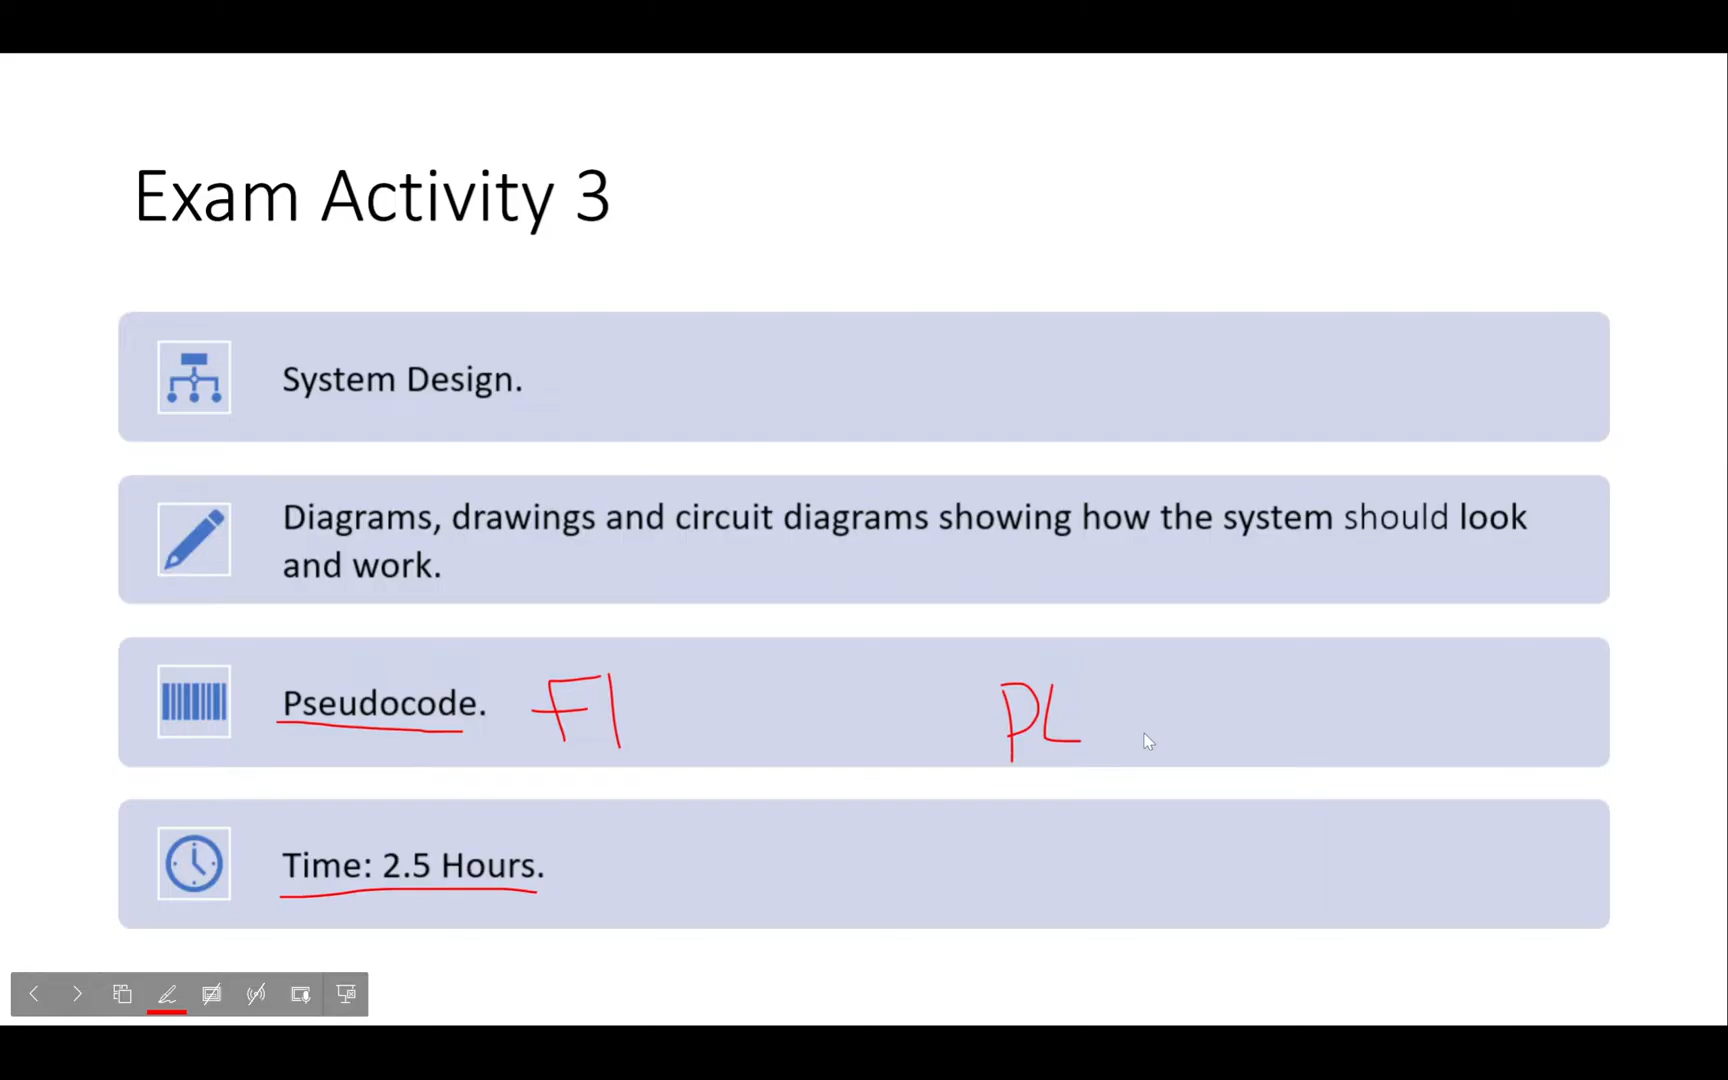 Exam Activity 3
System Design.
Diagrams, drawings and circuit diagrams showing how the system should look
and work.
Pseudocode. Fl PL
Time: 2.5 Hours.